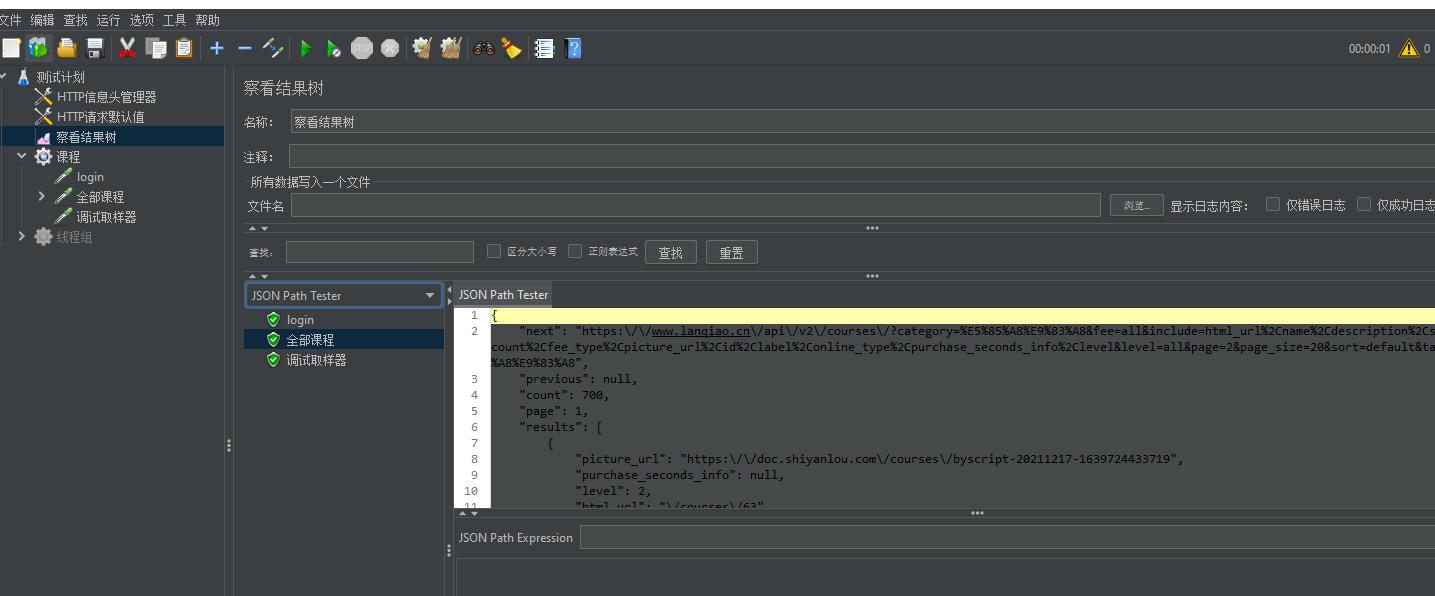 文件 编辑 查找 运行 选项 工具 帮助
STOP
00:00:01 0
测试计划
HTTP信息头管理器
HTTP请求默认值
察看结果树
课程
login
全部课程
调试取样器
线程组
察看结果树
名称： 察看结果树
注释：
所有数据写入一个文件
文件名 浏览... 显示日志内容： 仅错误日志 仅成功日志
查找: 区分大小写 正则表达式 查找 重置
JSON Path Tester
login
全部课程
调试取样器
JSON Path Tester
1 {
2 "next": "https:\/\/www.lanqiao.cn\/api\/v2\/courses\/?category=%E5%85%A8%E9%83%A8&fee=all&include=html_url%2Cname%2Cdescription%2Cs
count%2Cfee_type%2Cpicture_url%2Cid%2Clabel%2Conline_type%2Cpurchase_seconds_info%2Clevel&level=all&page=2&page_size=20&sort=default&ta
%A8%E9%83%A8",
3 "previous": null,
4 "count": 700,
5 "page": 1,
6 "results": [
7 {
8 "picture_url": "https:\/\/doc.shiyanlou.com\/courses\/byscript-20211217-1639724433719",
9 "purchase_seconds_info": null,
10 "level": 2,
11 "html_url": "\/courses\/63"
JSON Path Expression